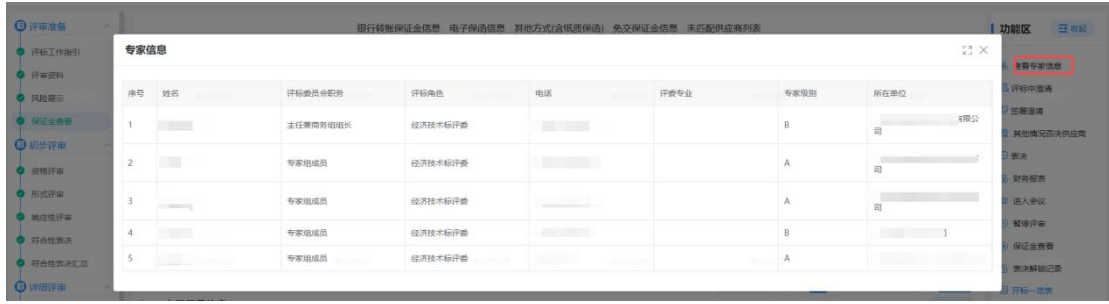 评审准备
评标工作指引
评审资料
风险展示
保证金查看
初步评审
资格评审
形式评审
响应性评审
符合性表决
符合性表决汇总
详细评审
银行转账保证金信息 电子保函信息 其他方式(含纸质保函) 免交保证金信息 未匹配供应商列表
专家信息
序号 姓名 评标委员会职务 评标角色 电话 评委专业 专家级别 所在单位
1 主任兼商务组组长 经济技术标评委 B 有限公
司
2 专家组成员 经济技术标评委 A
司
3 专家组成员 经济技术标评委 A
司
4 专家组成员 经济技术标评委 B
5 专家组成员 经济技术标评委 A
功能区 收起
查看专家信息
评标中澄清
签署澄清
其他情况否决供应商
表决
财务报表
进入会议
暂停评审
保证金查看
表决解锁记录
开标一览表